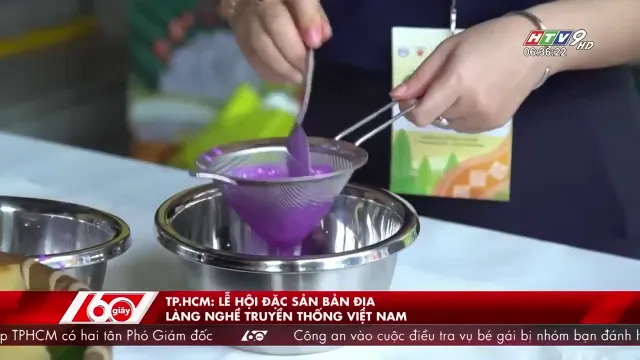 HTV9 HD
06:36:22
60 giây
TP.HCM: LỄ HỘI ĐẶC SẢN BẢN ĐỊA
LÀNG NGHỀ TRUYỀN THỐNG VIỆT NAM
TPHCM có hai tân Phó Giám đốc
Công an vào cuộc điều tra vụ bé gái bị nhóm bạn đánh